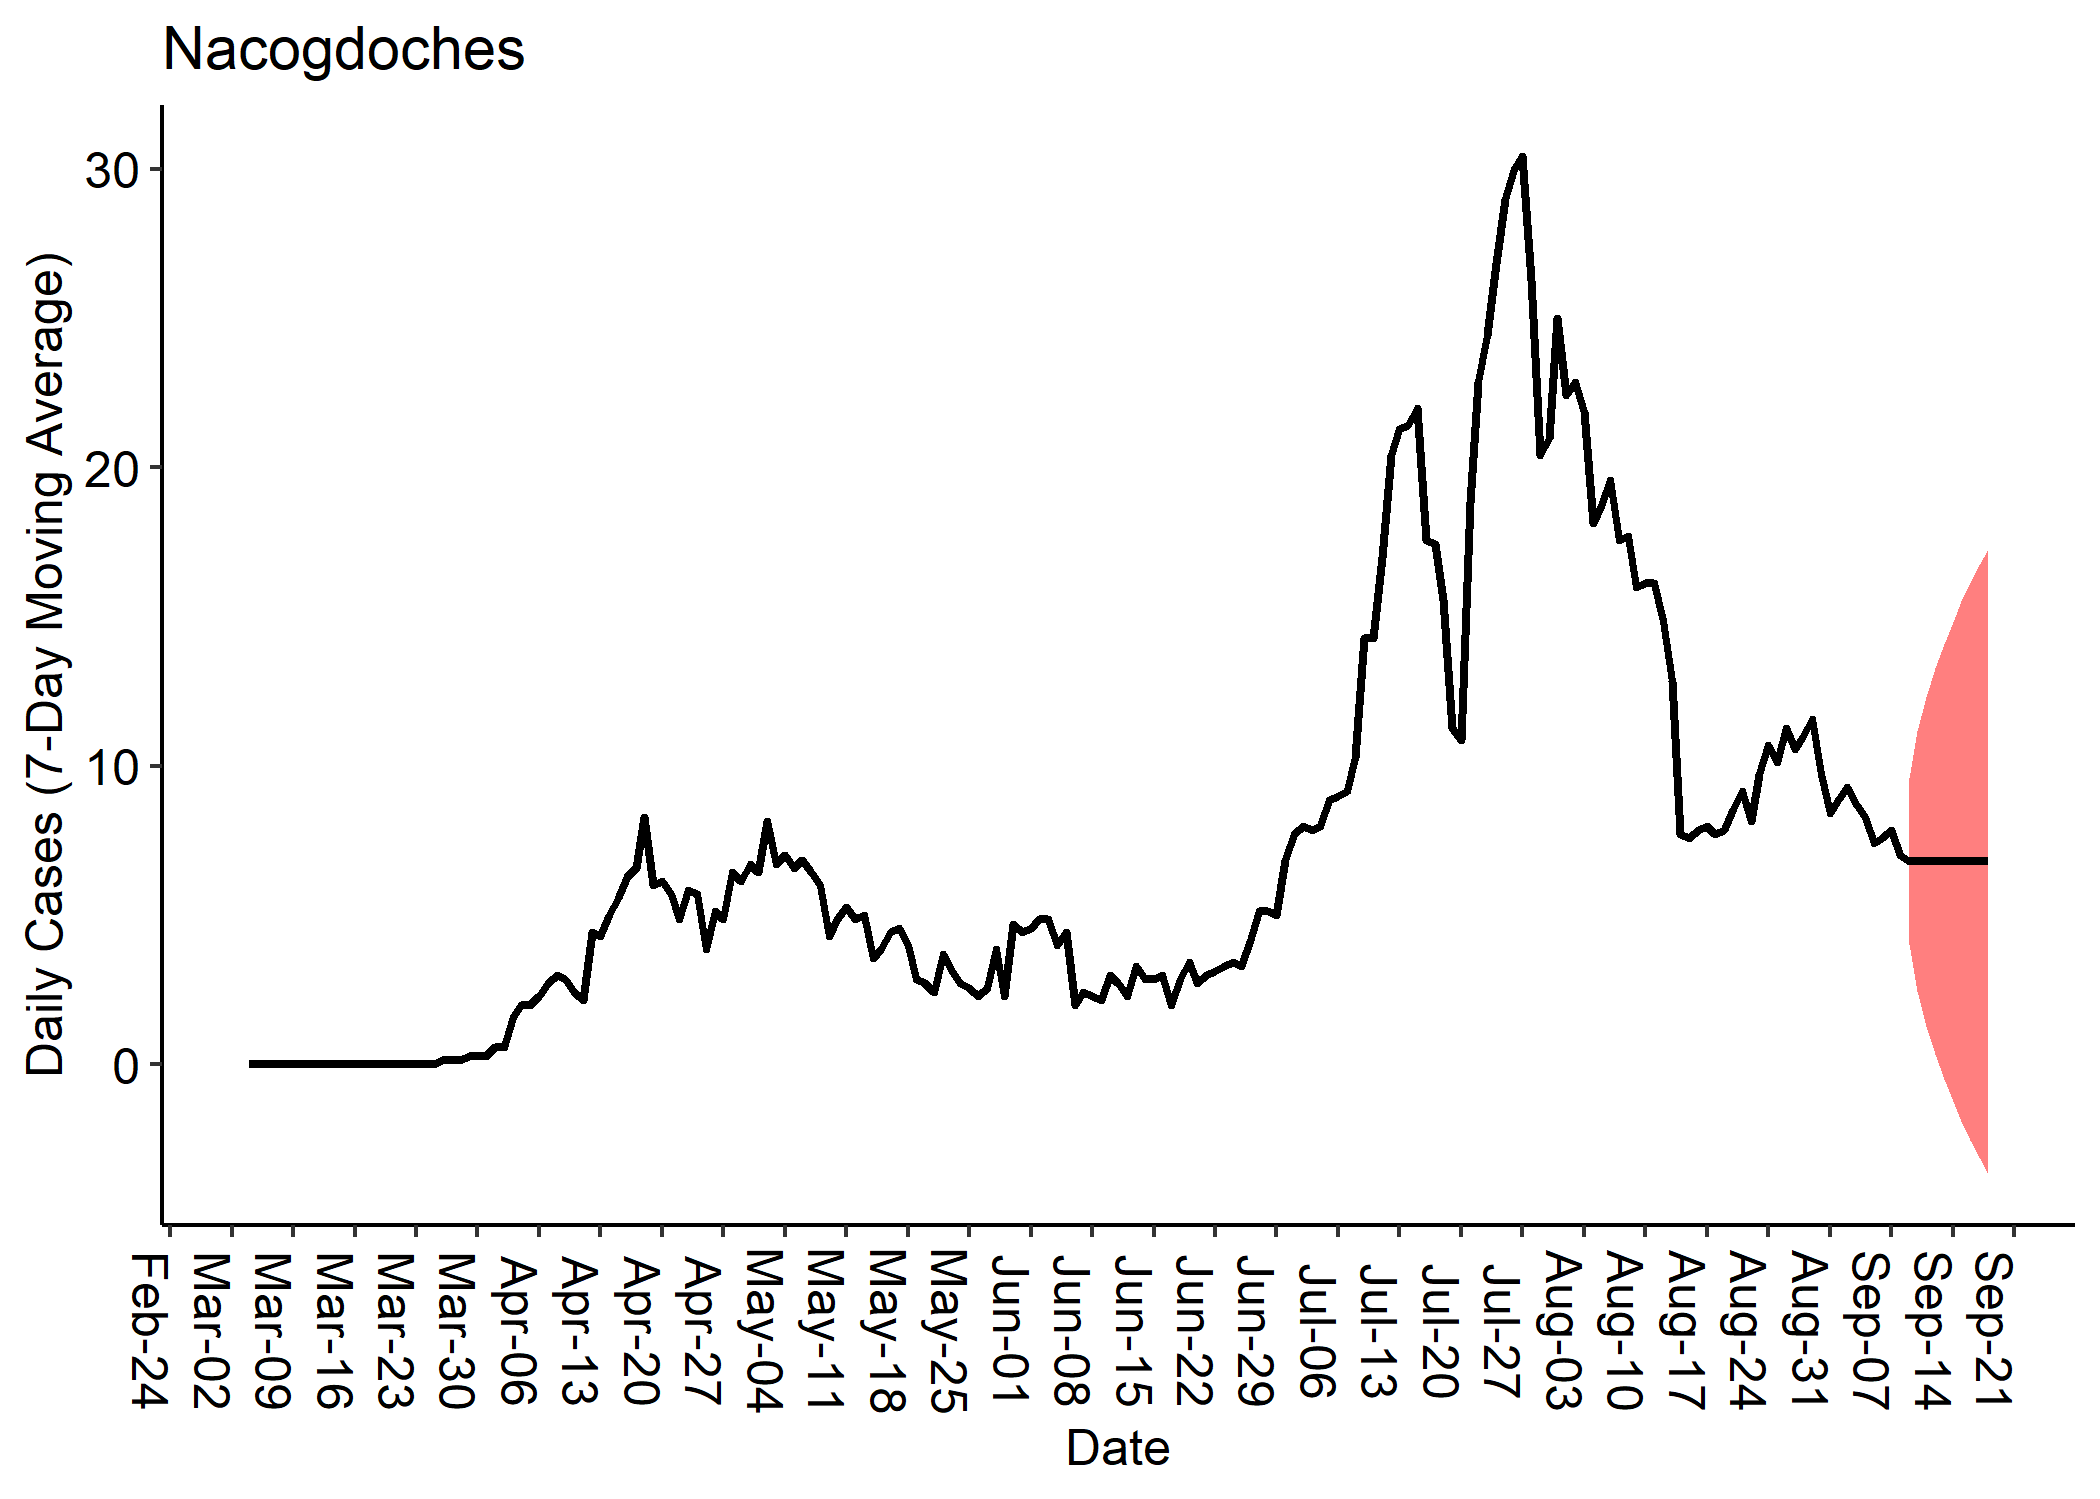 Nacogdoches
Daily Cases (7-Day Moving Average)
30
20
10
0
Feb-24
Mar-02
Mar-09
Mar-16
Mar-23
Mar-30
Apr-06
Apr-13
Apr-20
Apr-27
May-04
May-11
May-18
May-25
Jun-01
Jun-08
Jun-15
Jun-22
Jun-29
Jul-06
Jul-13
Jul-20
Jul-27
Aug-03
Aug-10
Aug-17
Aug-24
Aug-31
Sep-07
Sep-14
Sep-21
Date